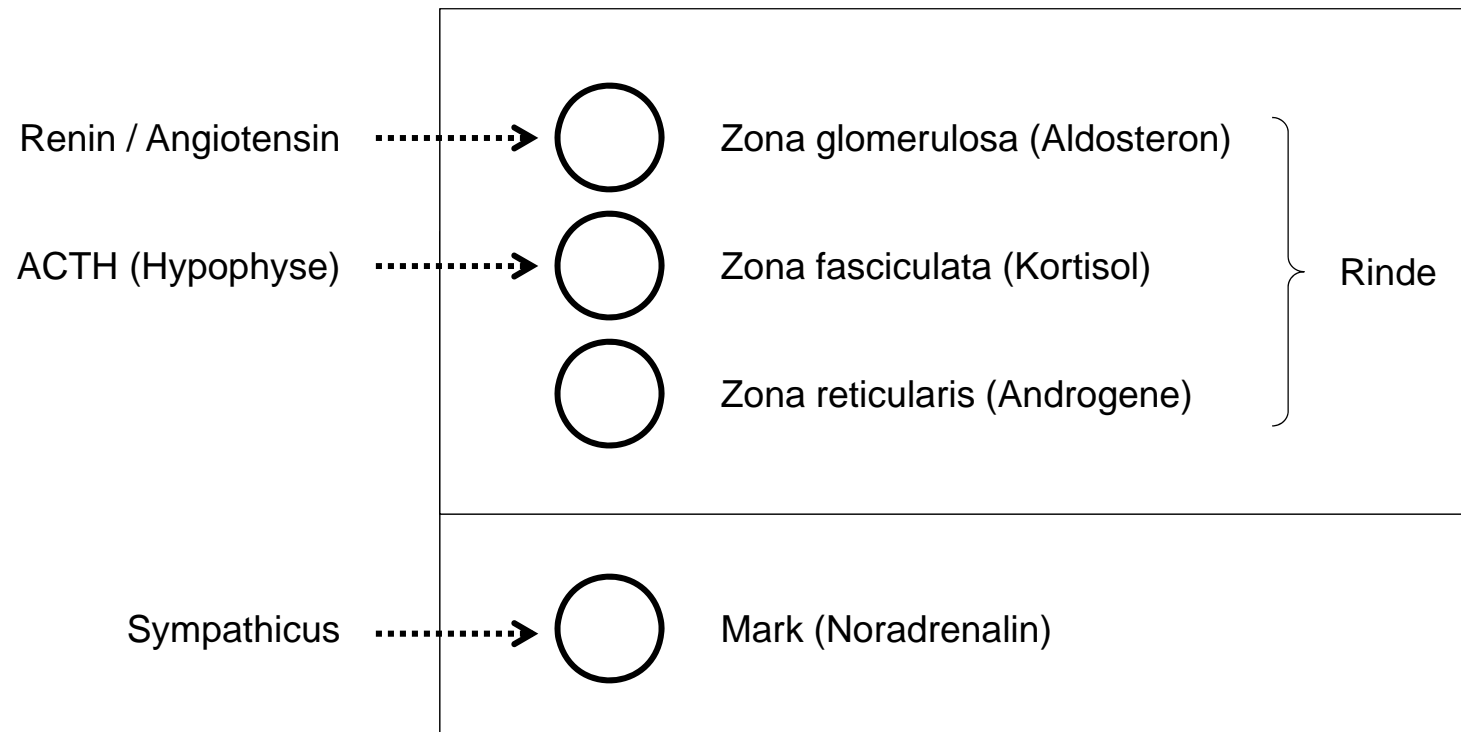 Renin / Angiotensin
Zona glomerulosa (Aldosteron)
ACTH (Hypophyse)
Zona fasciculata (Kortisol)
Rinde
Zona reticularis (Androgene)
Sympathicus
Mark (Noradrenalin)